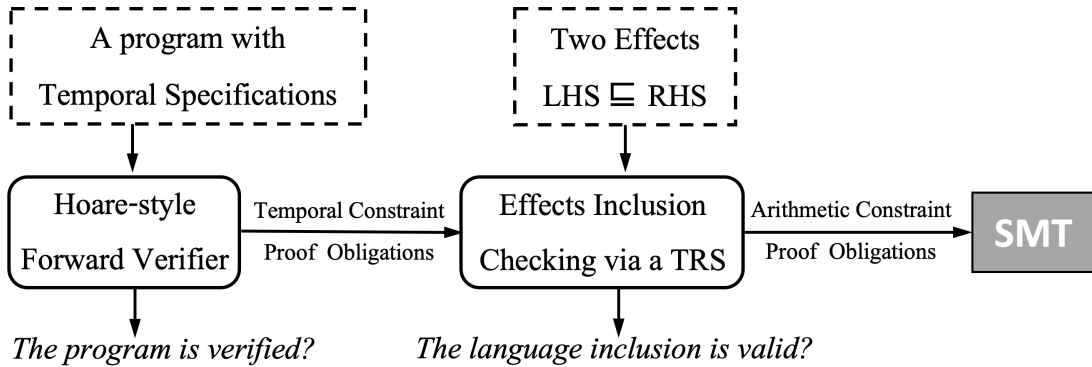 A program with
Temporal Specifications
Two Effects
LHS ⊑ RHS
Hoare-style
Forward Verifier
Temporal Constraint
Proof Obligations
Effects Inclusion
Checking via a TRS
Arithmetic Constraint
Proof Obligations
SMT
The program is verified?
The language inclusion is valid?